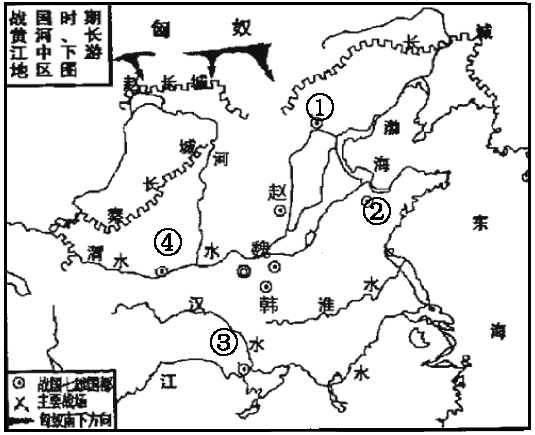 战国时期
黄河、长
江中下游
地区图
匈 奴
长 城
赵 长 城
①
渤
海
城
河
长
赵
秦
②
东
渭
④
水
水
魏
汉
韩
淮
水
海
③
水
江
水
战国七雄国都
主要战场
匈奴南下方向